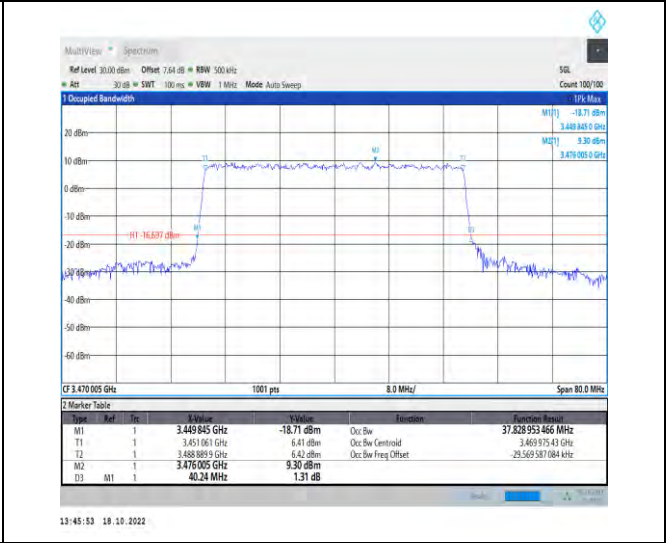 MultiView Spectrum
Ref Level 30.00 dBm Offset 7.64 dB RBW 500 kHz SGL
Att 30 dB SWT 100 ms VBW 1 MHz Mode Auto Sweep Count 100/100
1 Occupied Bandwidth 1Pk Max
M1[1] -18.71 dBm
3.449 845 0 GHz
M2[1] 9.30 dBm
3.476 005 0 GHz
20 dBm
10 dBm
M2
T1
0 dBm
-10 dBm
M1
H1 -16.697 dBm
-20 dBm
-30 dBm
-40 dBm
-50 dBm
-60 dBm
CF 3.470 005 GHz 1001 pts 8.0 MHz/ Span 80.0 MHz
2 Marker Table
Type Ref Trc X-Value Y-Value Function Function Result
M1 1 3.449 845 GHz -18.71 dBm Occ Bw 37.828 953 466 MHz
T1 1 3.451 061 GHz 6.41 dBm Occ Bw Centroid 3.469 975 43 GHz
T2 1 3.488 889 9 GHz 6.42 dBm Occ Bw Freq Offset -29.569 587 084 kHz
M2 1 3.476 005 GHz 9.30 dBm
D3 M1 1 40.24 MHz 1.31 dB
13:45:53 18.10.2022